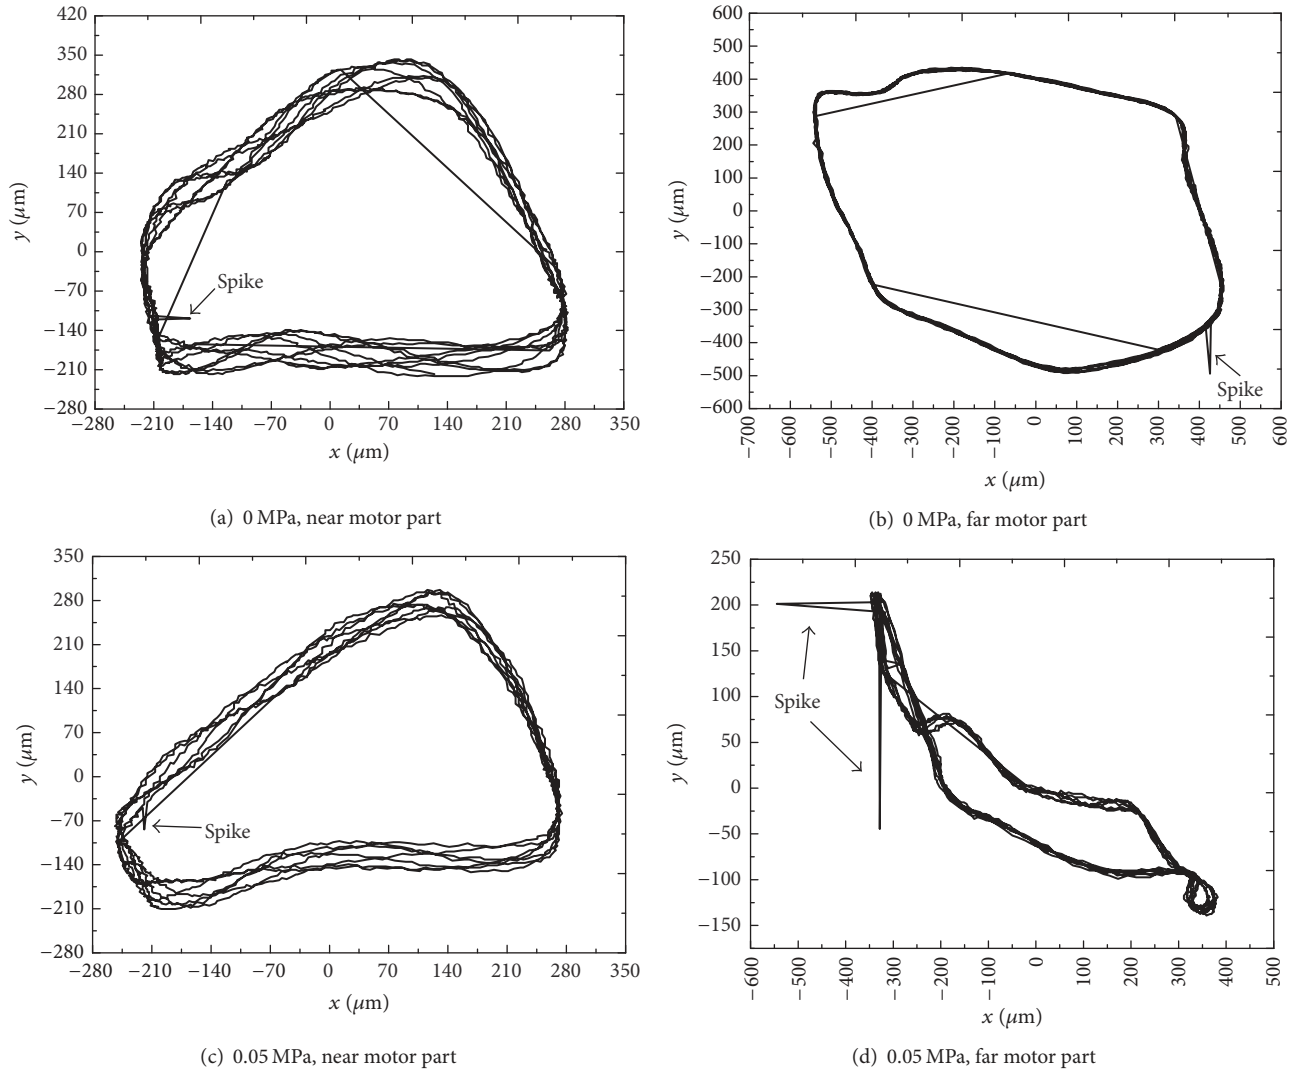 420
350
280
210
140
70
0
−70
−140
−210
−280
y (μm)
Spike
−280 −210 −140 −70 0 70 140 210 280 350
x (μm)
(a) 0 MPa, near motor part
600
500
400
300
200
100
0
−100
−200
−300
−400
−500
−600
y (μm)
Spike
−700 −600 −500 −400 −300 −200 −100 0 100 200 300 400 500 600
x (μm)
(b) 0 MPa, far motor part
350
280
210
140
70
0
−70
−140
−210
−280
y (μm)
Spike
−280 −210 −140 −70 0 70 140 210 280 350
x (μm)
(c) 0.05 MPa, near motor part
250
200
150
100
50
0
−50
−100
−150
y (μm)
Spike
−600 −500 −400 −300 −200 −100 0 100 200 300 400 500
x (μm)
(d) 0.05 MPa, far motor part